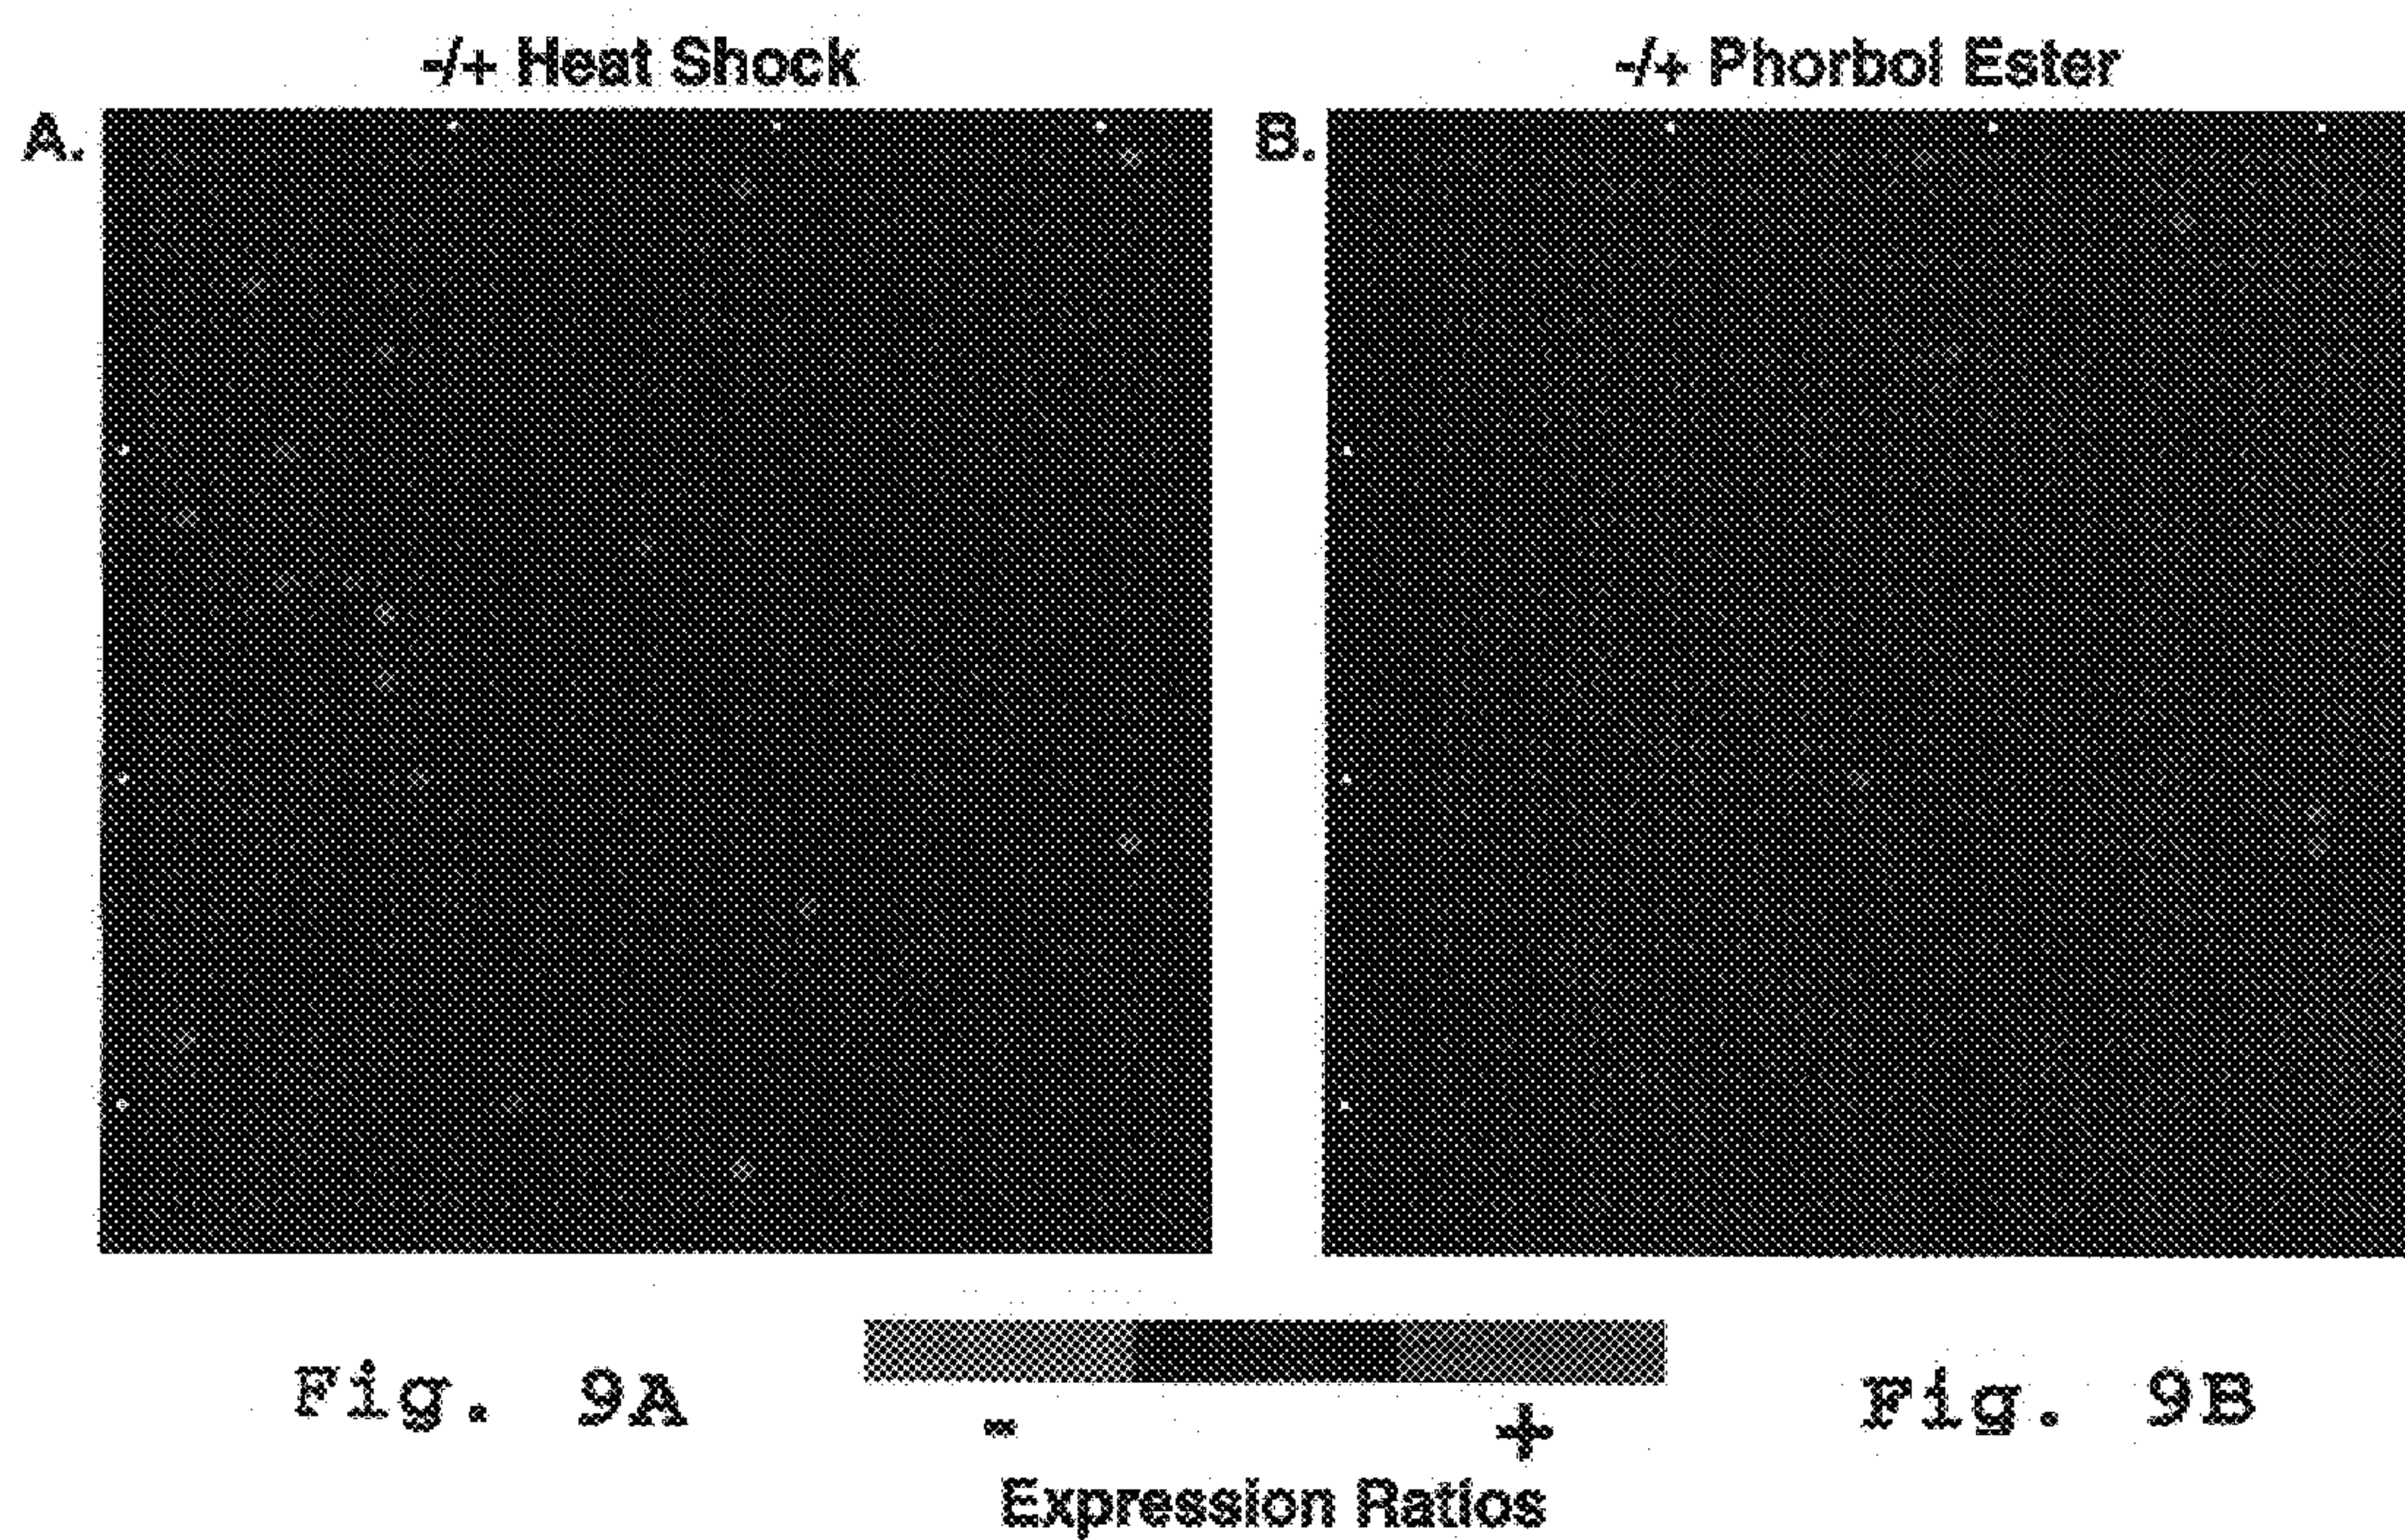 -/+ Heat Shock
-/+ Phorbol Ester
A.
B.
Fig. 9A
- +
Expression Ratios
Fig. 9B